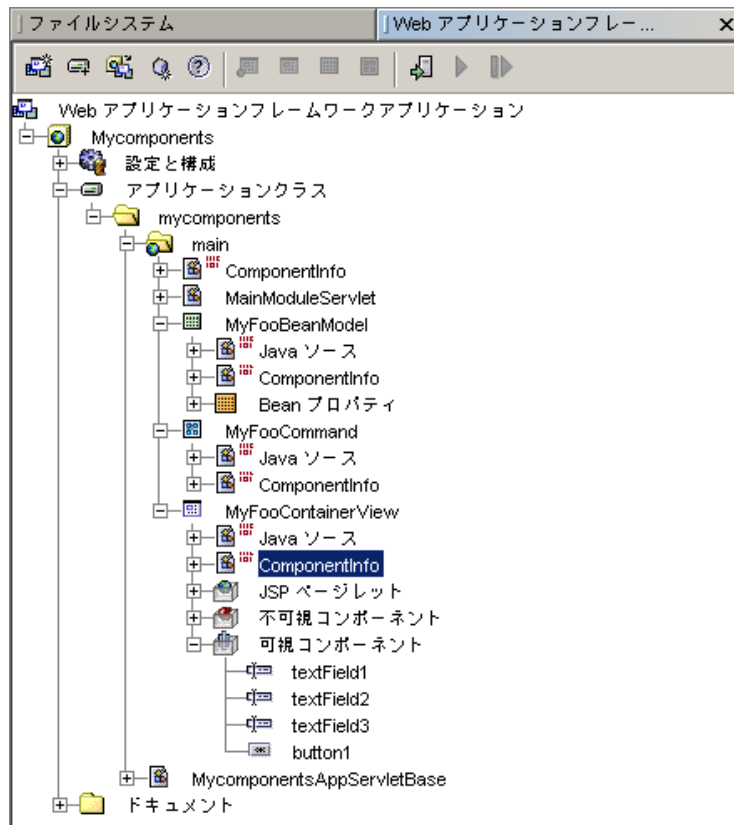 ファイルシステム
Web アプリケーションフレー...
Web アプリケーションフレームワークアプリケーション
Mycomponents
設定と構成
アプリケーションクラス
mycomponents
main
ComponentInfo
MainModuleServlet
MyFooBeanModel
Java ソース
ComponentInfo
Bean プロパティ
MyFooCommand
Java ソース
ComponentInfo
MyFooContainerView
Java ソース
ComponentInfo
JSP ページレット
不可視コンポーネント
可視コンポーネント
textField1
textField2
textField3
button1
MycomponentsAppServletBase
ドキュメント